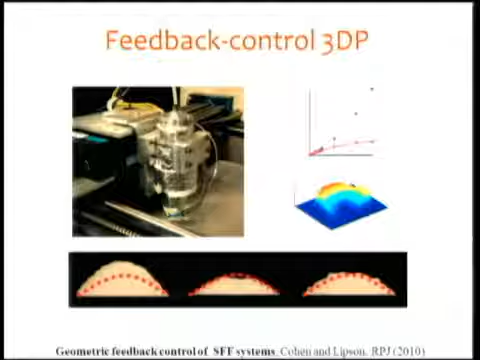 Feedback-control 3DP
Geometric feedback control of SFF systems, Cohen and Lipson, RPJ (2010)